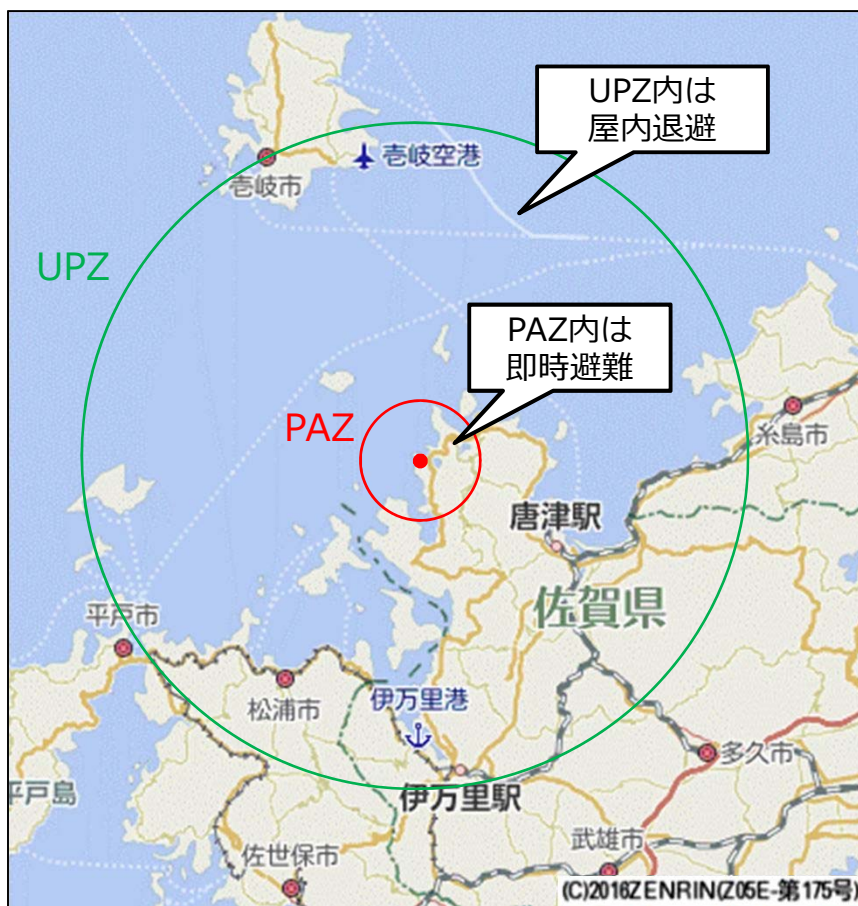 UPZ内は
屋内退避
壱岐空港
壱岐市
UPZ
PAZ内は
即時避難
PAZ
糸島市
唐津駅
佐賀県
平戸市
松浦市
伊万里港
多久市
平戸島
伊万里駅
武雄市
佐世保市
(C)2016ZENRIN(Z05E-第175号)